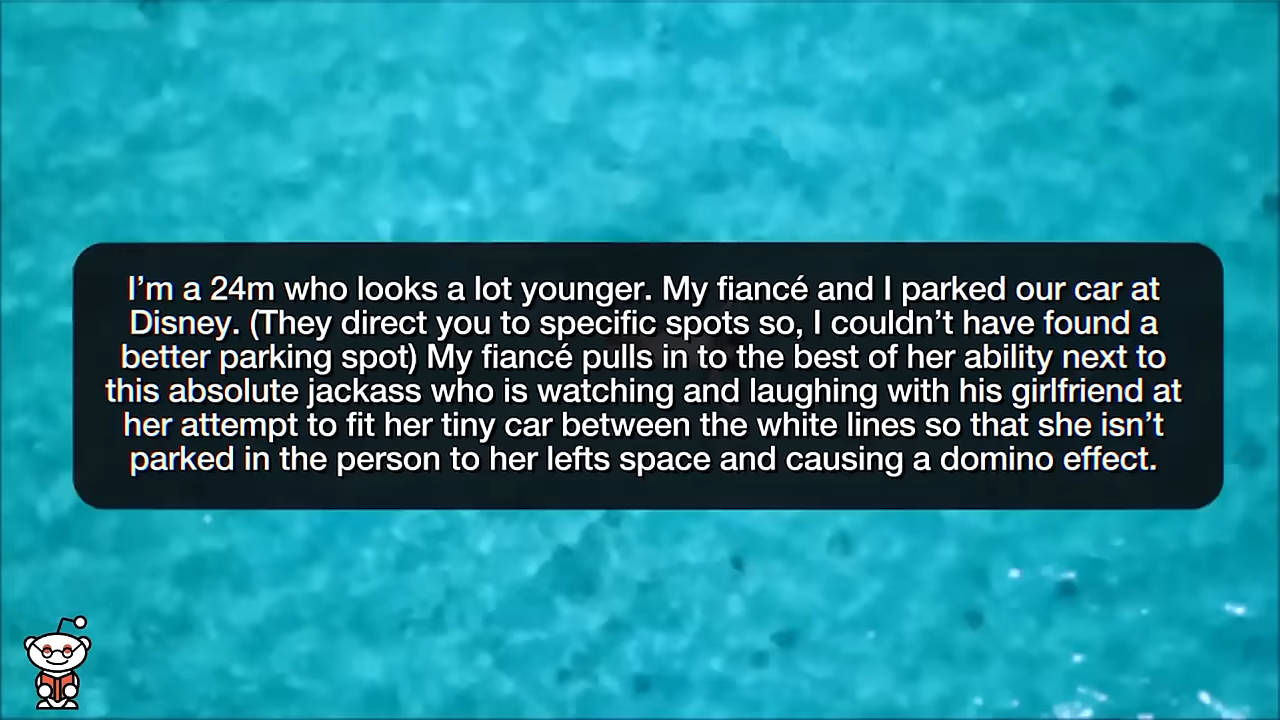 I’m a 24m who looks a lot younger. My fiancé and I parked our car at
Disney. (They direct you to specific spots so, I couldn’t have found a
better parking spot) My fiancé pulls in to the best of her ability next to
this absolute jackass who is watching and laughing with his girlfriend at
her attempt to fit her tiny car between the white lines so that she isn’t
parked in the person to her lefts space and causing a domino effect.